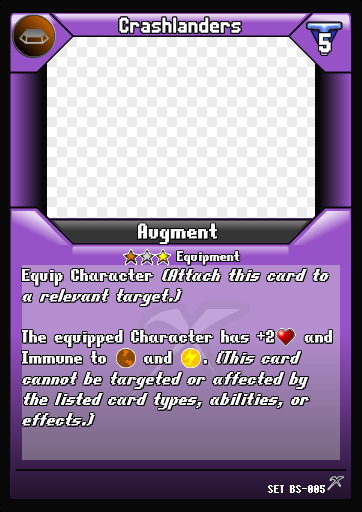 Crashlanders
5
Augment
Equipment
Equip Character (Attach this card to
a relevant target.)
The equipped Character has +2 and
Immune to and . (This card
cannot be targeted or affected by
the listed card types, abilities, or
effects.)
SET BS-005